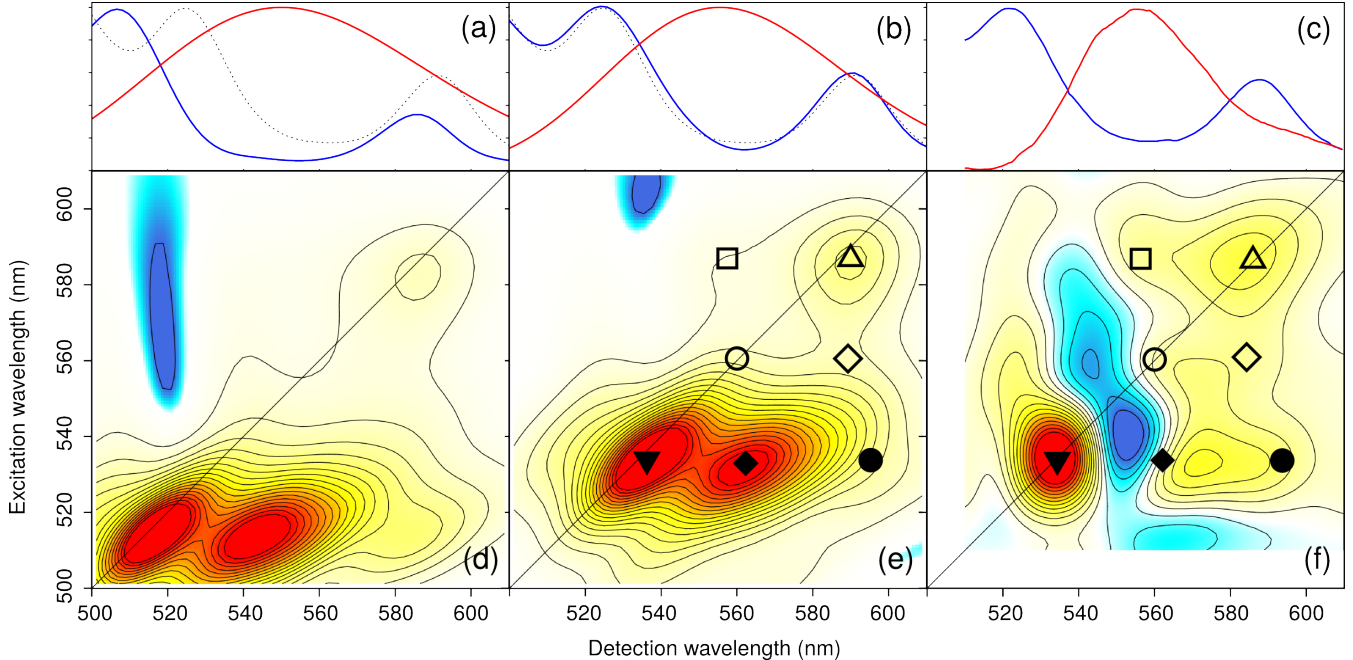 (a) (b) (c)
600
580
560
540
520
500
Excitation wavelength (nm)
(d) (e) (f)
500 520 540 560 580 600 520 540 560 580 600 520 540 560 580 600
Detection wavelength (nm)